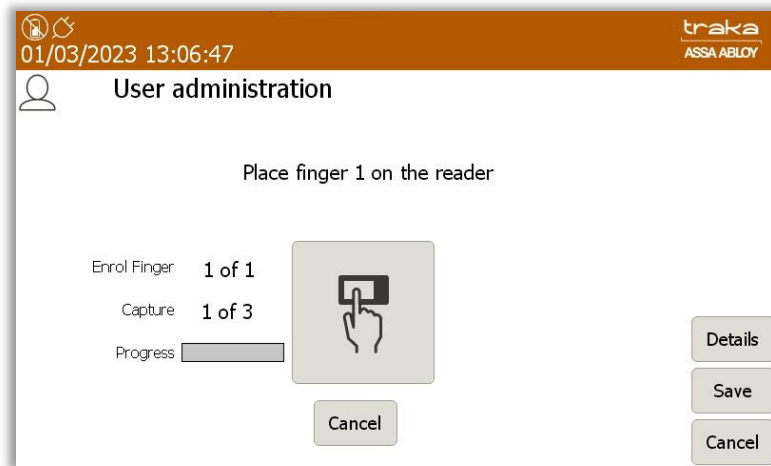 traka
01/03/2023 13:06:47
ASSA ABLOY
User administration
Place finger 1 on the reader
Enrol Finger 1 of 1
Capture 1 of 3
Progress
Details
Save
Cancel
Cancel